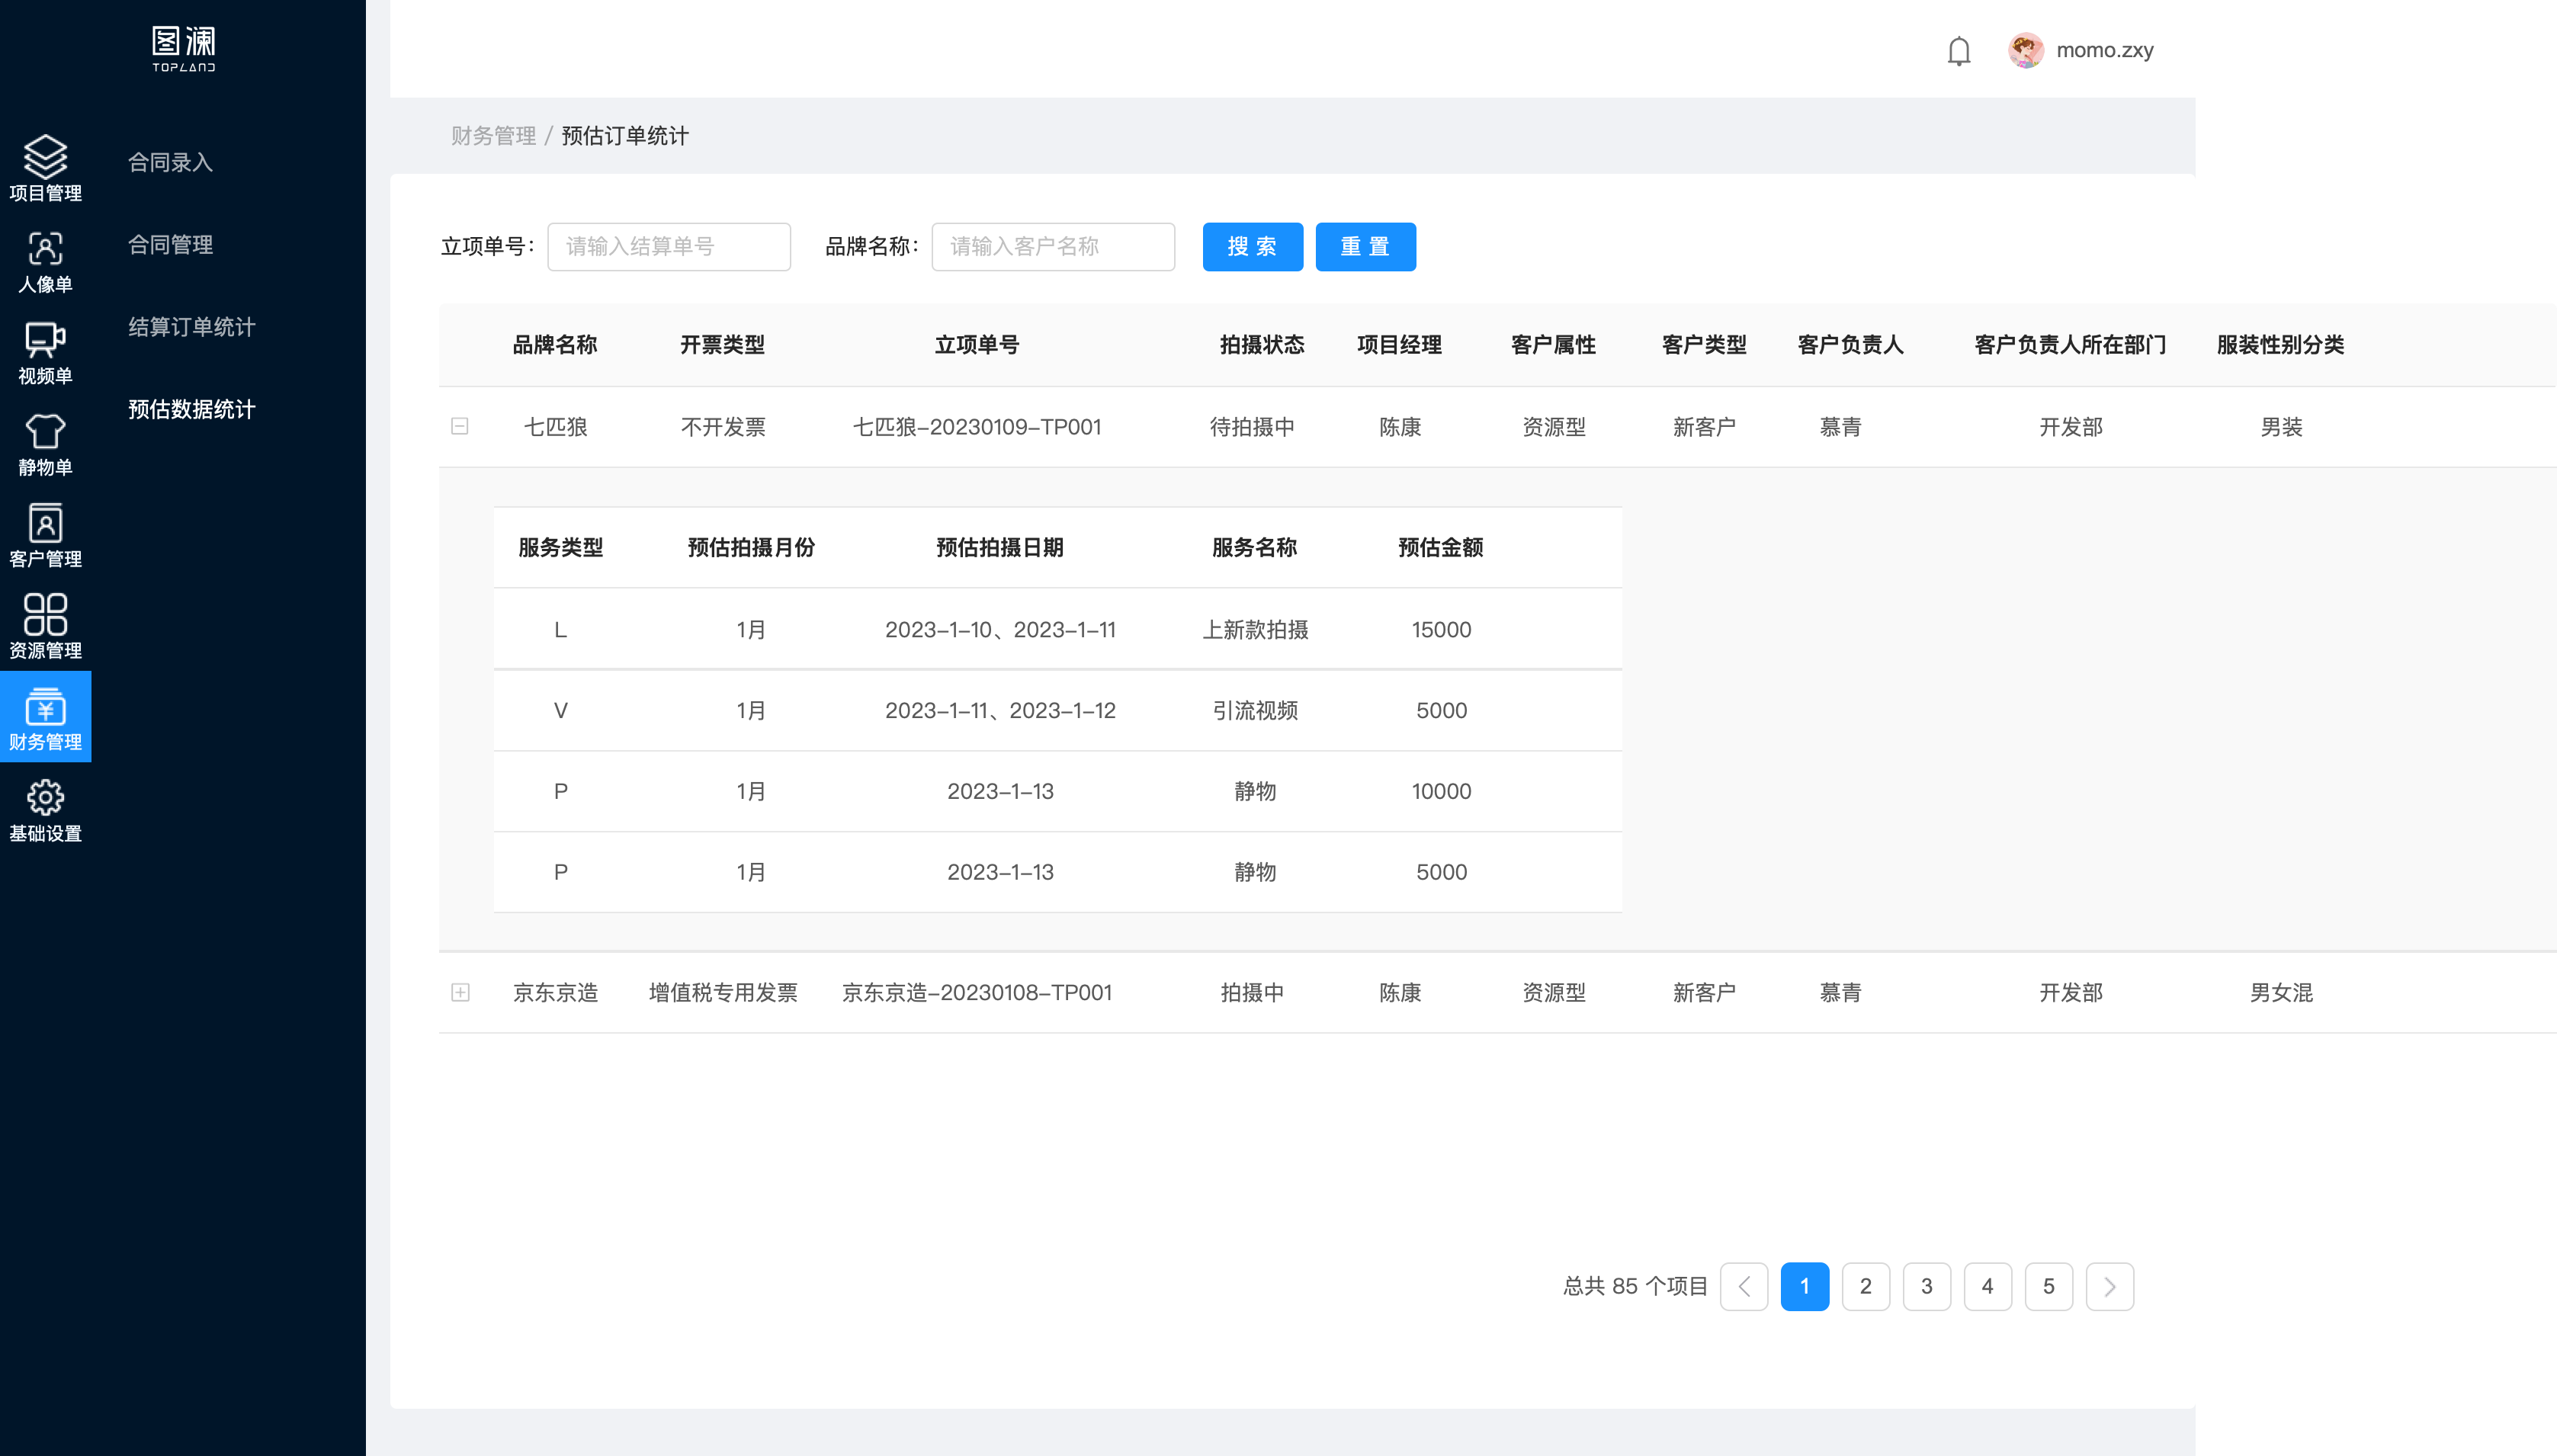 图澜
TOPLAND
momo.zxy
项目管理
人像单
视频单
静物单
客户管理
资源管理
财务管理
基础设置
合同录入
合同管理
结算订单统计
预估数据统计
财务管理 / 预估订单统计
立项单号： 请输入结算单号 品牌名称： 请输入客户名称 搜 索 重 置
品牌名称 开票类型 立项单号 拍摄状态 项目经理 客户属性 客户类型 客户负责人 客户负责人所在部门 服装性别分类
七匹狼 不开发票 七匹狼-20230109-TP001 待拍摄中 陈康 资源型 新客户 慕青 开发部 男装
服务类型 预估拍摄月份 预估拍摄日期 服务名称 预估金额
L 1月 2023-1-10、2023-1-11 上新款拍摄 15000
V 1月 2023-1-11、2023-1-12 引流视频 5000
P 1月 2023-1-13 静物 10000
P 1月 2023-1-13 静物 5000
京东京造 增值税专用发票 京东京造-20230108-TP001 拍摄中 陈康 资源型 新客户 慕青 开发部 男女混
总共 85 个项目 1 2 3 4 5